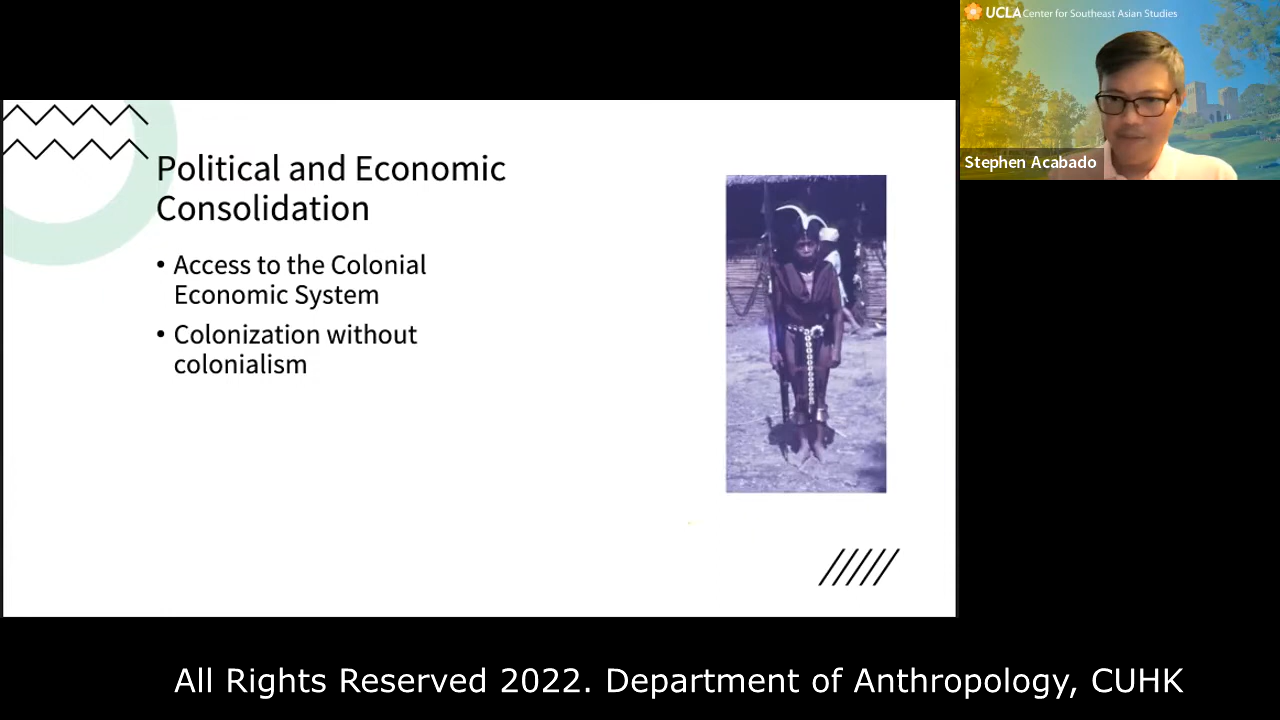 UCLA Center for Southeast Asian Studies
Stephen Acabado
Political and Economic
Consolidation
• Access to the Colonial
Economic System
• Colonization without
colonialism
All Rights Reserved 2022. Department of Anthropology, CUHK